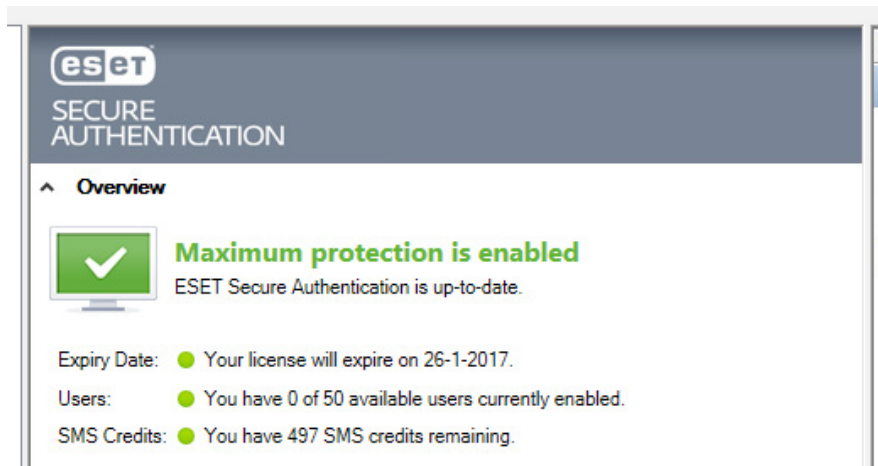 eset
SECURE
AUTHENTICATION
Overview
Maximum protection is enabled
ESET Secure Authentication is up-to-date.
Expiry Date: Your license will expire on 26-1-2017.
Users: You have 0 of 50 available users currently enabled.
SMS Credits: You have 497 SMS credits remaining.